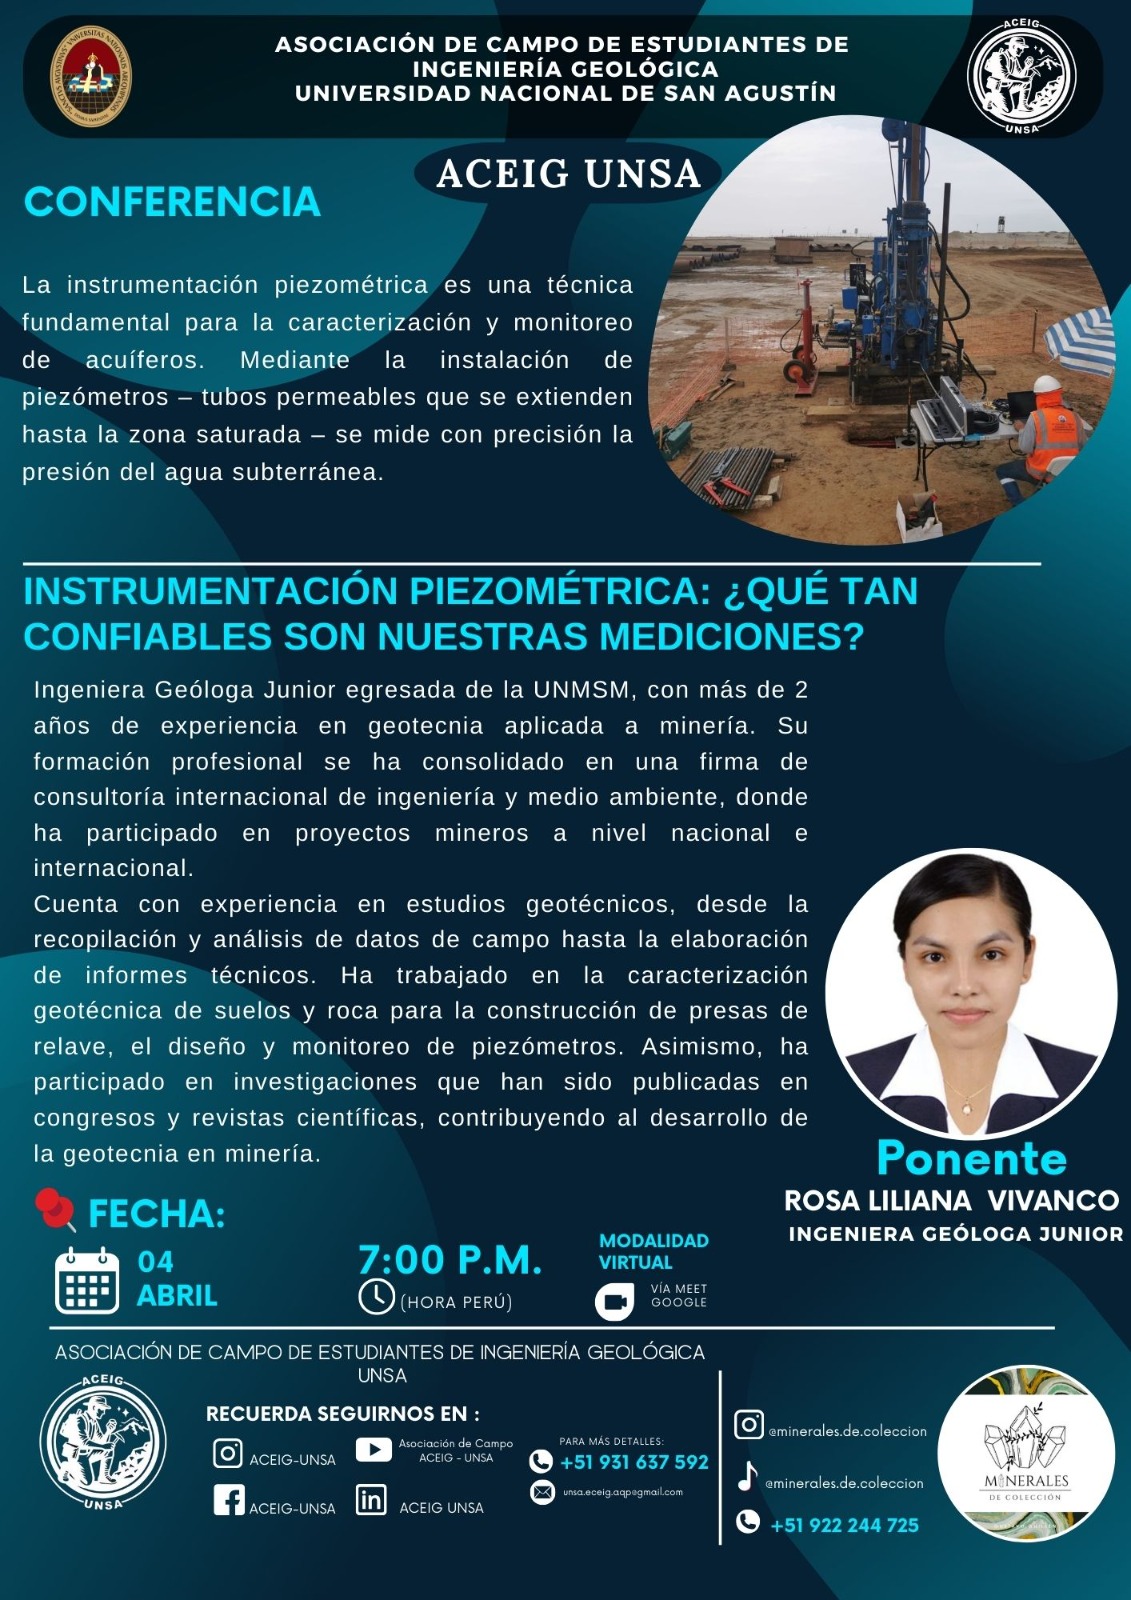 ASOCIACIÓN DE CAMPO DE ESTUDIANTES DE
INGENIERÍA GEOLÓGICA
UNIVERSIDAD NACIONAL DE SAN AGUSTÍN
ACEIG
UNSA
ACEIG UNSA
CONFERENCIA
La instrumentación piezométrica es una técnica
fundamental para la caracterización y monitoreo
de acuíferos. Mediante la instalación de
piezómetros – tubos permeables que se extienden
hasta la zona saturada – se mide con precisión la
presión del agua subterránea.
INSTRUMENTACIÓN PIEZOMÉTRICA: ¿QUÉ TAN
CONFIABLES SON NUESTRAS MEDICIONES?
Ingeniera Geóloga Junior egresada de la UNMSM, con más de 2
años de experiencia en geotecnia aplicada a minería. Su
formación profesional se ha consolidado en una firma de
consultoría internacional de ingeniería y medio ambiente, donde
ha participado en proyectos mineros a nivel nacional e
internacional.
Cuenta con experiencia en estudios geotécnicos, desde la
recopilación y análisis de datos de campo hasta la elaboración
de informes técnicos. Ha trabajado en la caracterización
geotécnica de suelos y roca para la construcción de presas de
relave, el diseño y monitoreo de piezómetros. Asimismo, ha
participado en investigaciones que han sido publicadas en
congresos y revistas científicas, contribuyendo al desarrollo de
la geotecnia en minería.
Ponente
ROSA LILIANA VIVANCO
INGENIERA GEÓLOGA JUNIOR
FECHA:
04
ABRIL
7:00 P.M.
(HORA PERÚ)
MODALIDAD
VIRTUAL
VÍA MEET
GOOGLE
ASOCIACIÓN DE CAMPO DE ESTUDIANTES DE INGENIERÍA GEOLÓGICA
UNSA
ACEIG
UNSA
RECUERDA SEGUIRNOS EN :
ACEIG-UNSA
Asociación de Campo
ACEIG - UNSA
ACEIG-UNSA
ACEIG UNSA
PARA MÁS DETALLES:
+51 931 637 592
unsa.eceig.aqp@gmail.com
@minerales.de.coleccion
@minerales.de.coleccion
+51 922 244 725
MINERALES
DE COLECCIÓN